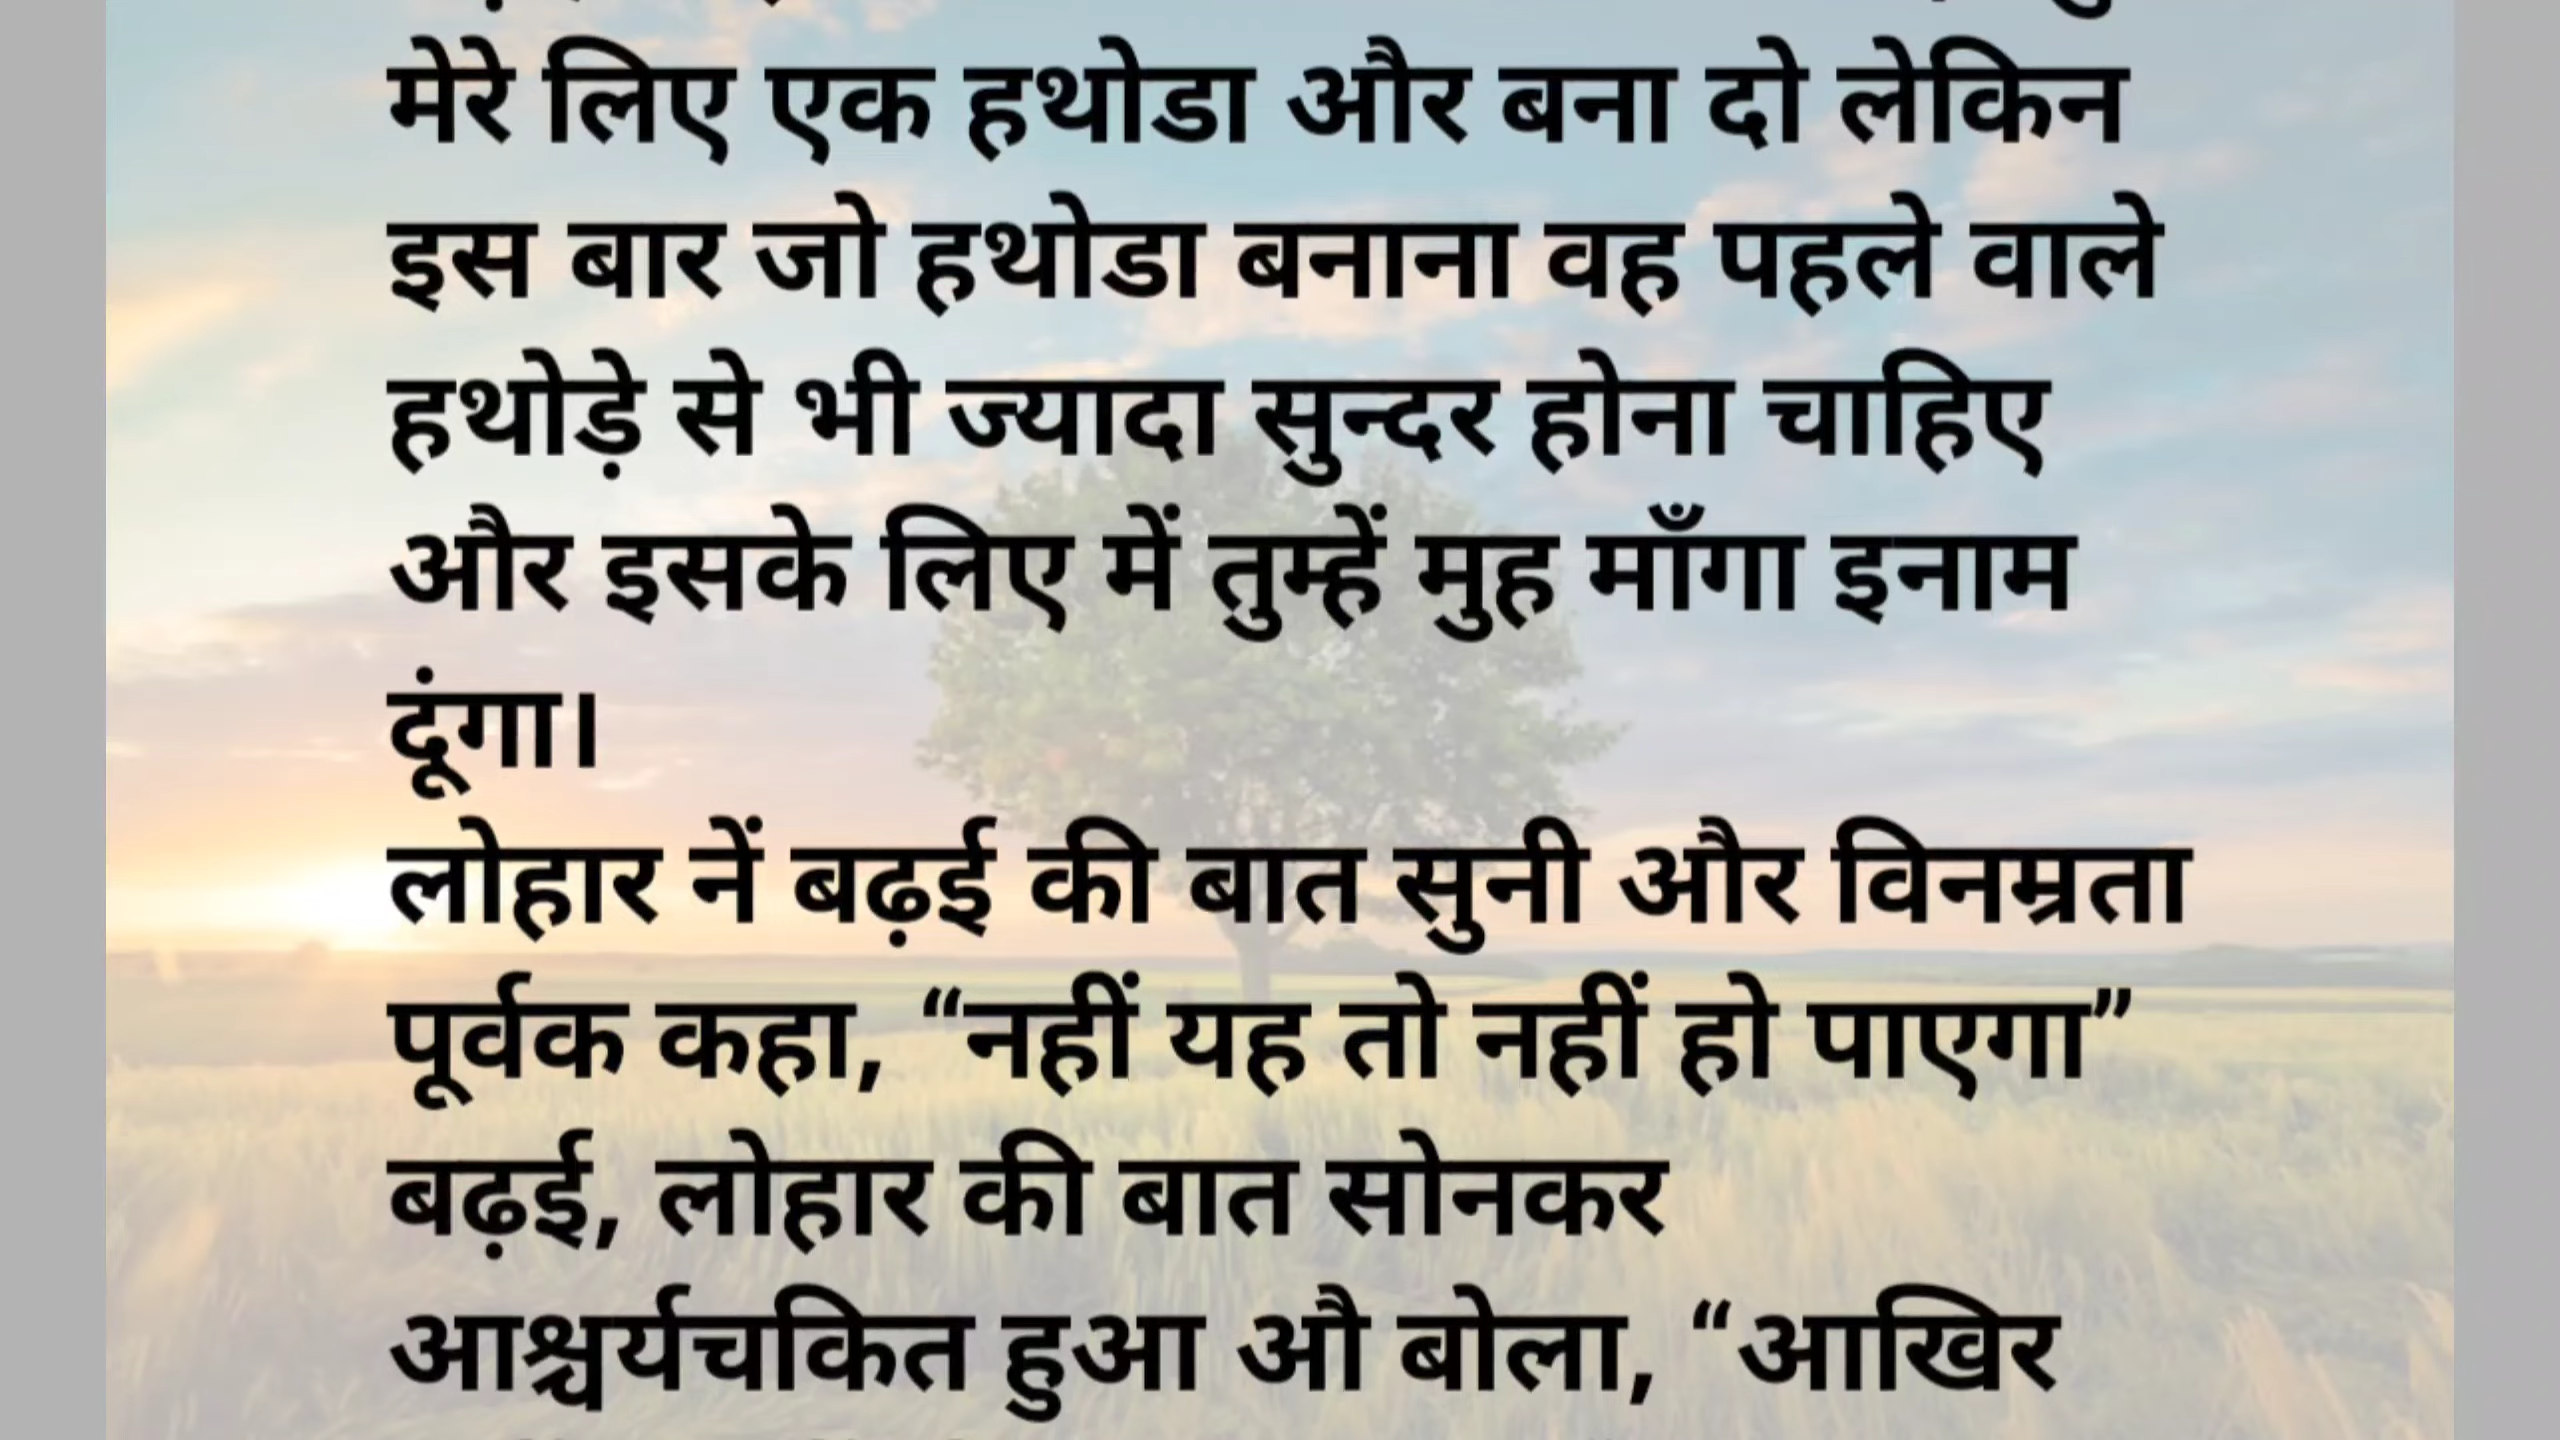 मेरे लिए एक हथोडा और बना दो लेकिन
इस बार जो हथोडा बनाना वह पहले वाले
हथोड़े से भी ज्यादा सुन्दर होना चाहिए
और इसके लिए में तुम्हें मुह माँगा इनाम
दूंगा।
लोहार नें बढ़ई की बात सुनी और विनम्रता
पूर्वक कहा, “नहीं यह तो नहीं हो पाएगा”
बढ़ई, लोहार की बात सोनकर
आश्चर्यचकित हुआ औ बोला, “आखिर